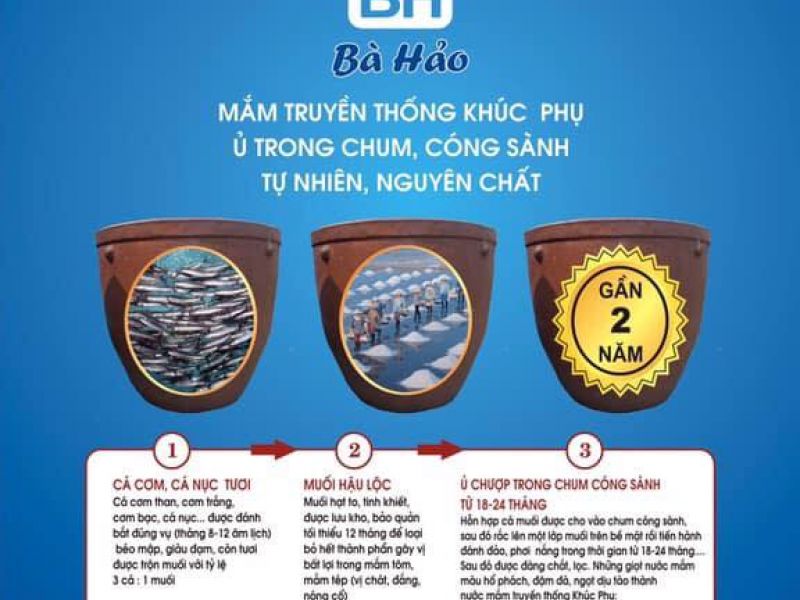 BH
Bà Hảo
MẮM TRUYỀN THỐNG KHÚC PHỤ
Ủ TRONG CHUM, CÓNG SÀNH
TỰ NHIÊN, NGUYÊN CHẤT
GẦN
2
NĂM
1
2
3
CÁ CƠM, CÁ NỤC TƯƠI
Cá cơm than, cơm trắng,
cơm bạc, cá nục... được đánh
bắt đúng vụ (tháng 8-12 âm lịch)
béo mập, giàu đạm, còn tươi
được trộn muối với tỷ lệ
3 cá : 1 muối
MUỐI HẬU LỘC
Muối hạt to, tinh khiết,
được lưu kho, bảo quản
tối thiểu 12 tháng để loại
bỏ hết thành phần gây vị
bất lợi trong mắm tôm,
mắm tép (vị chát, đắng,
nóng cổ)
Ủ CHƯỢP TRONG CHUM CÓNG SÀNH
TỪ 18-24 THÁNG
Hỗn hợp cá muối được cho vào chum cóng sành,
sau đó rắc lên một lớp muối trên bề mặt rồi tiến hành
đánh đảo, phơi nắng trong thời gian từ 18-24 tháng....
Sau đó được dáng chắt, lọc. Những giọt nước mắm
màu hổ phách, đậm đà, ngọt dịu tạo thành
nước mắm truyền thống Khúc Phụ: